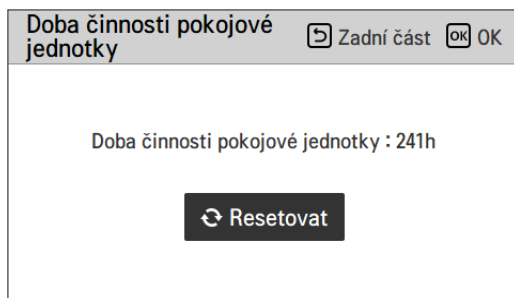 Doba činnosti pokojové
jednotky
Zadní část OK OK
Doba činnosti pokojové jednotky : 241h
Resetovat